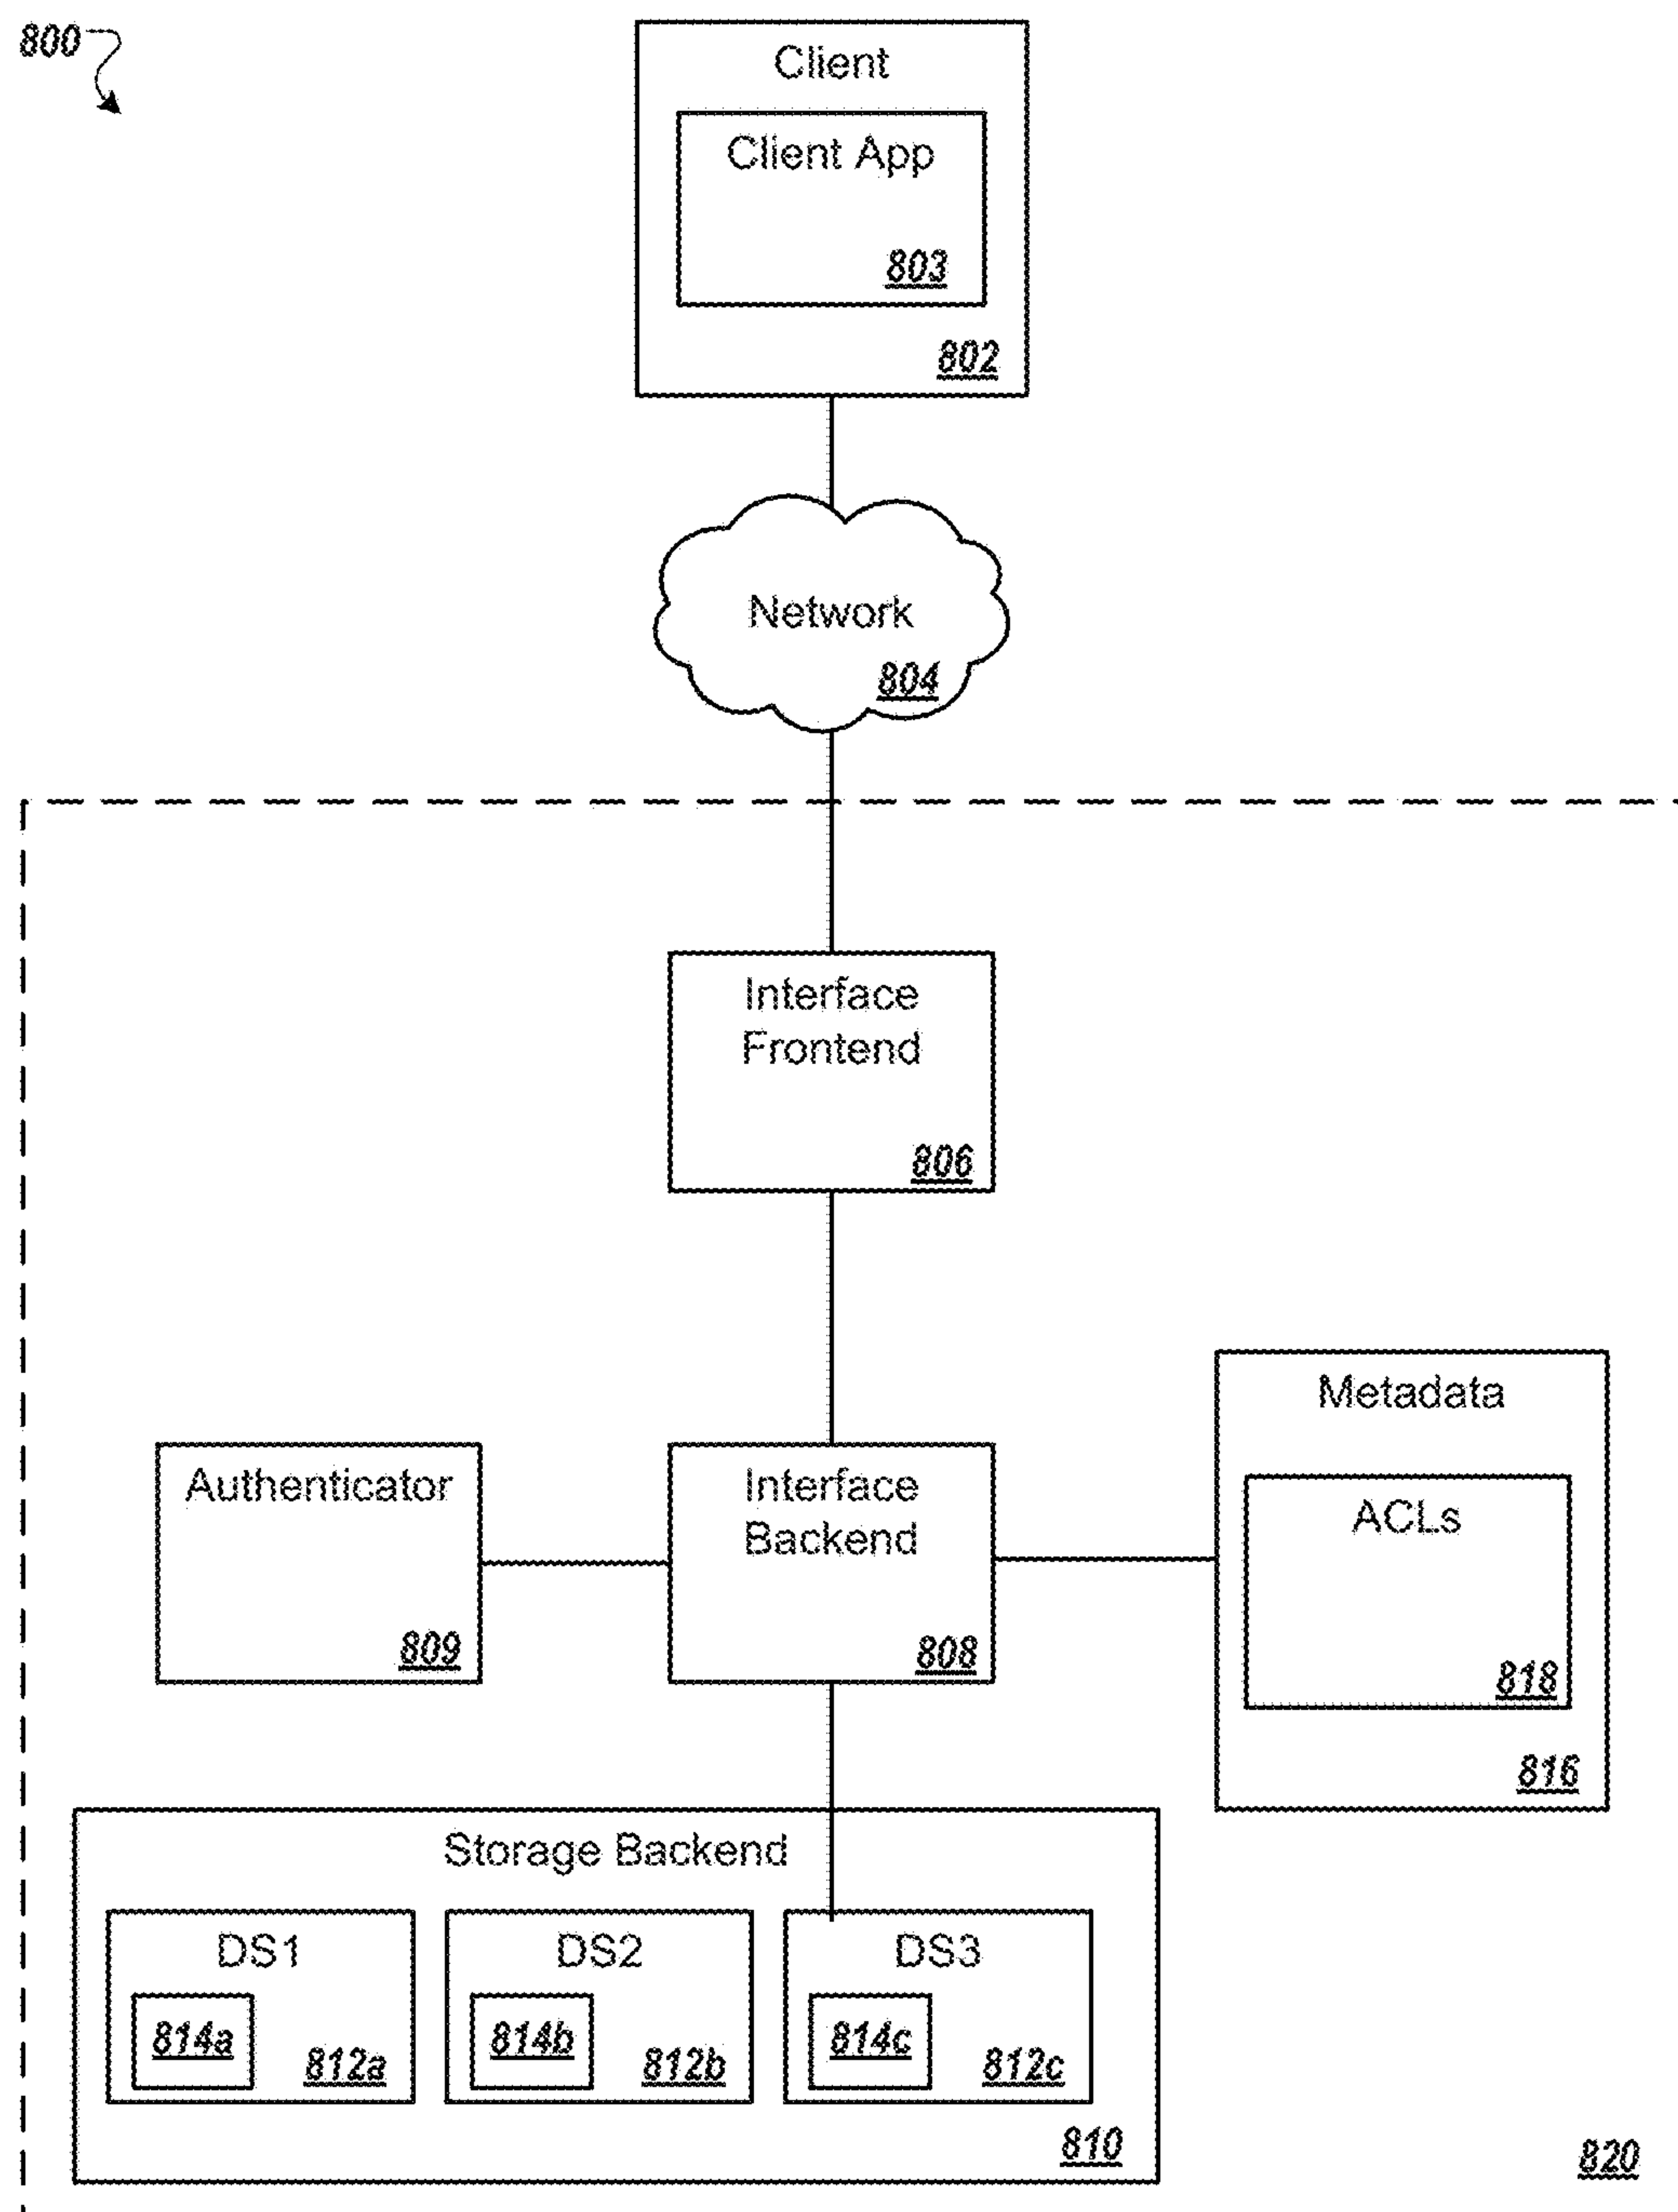 800
Client
Client App
803
802
Network
804
Interface
Frontend
806
Metadata
Authenticator
Interface
Backend
ACLs
809
808
818
816
Storage Backend
DS1
DS2
DS3
814a
812a
814b
812b
814c
812c
810
820